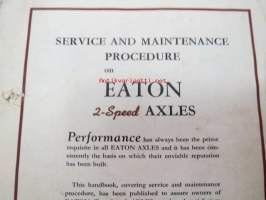 SERVICE AND MAINTENANCE
PROCEDURE
on
EATON
2-Speed AXLES
Performance has always been the prime
requisite in all EATON AXLES and it has been con-
sistently the basis on which their enviable reputation
has been built.
This handbook, covering service and maintenance
procedure, has been published to assure owners of